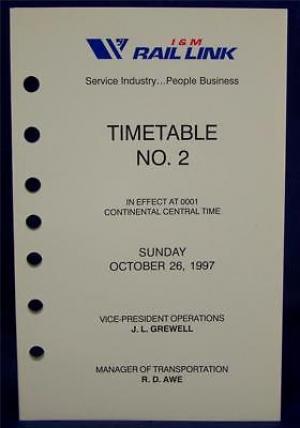 I & M
RAIL LINK
Service Industry...People Business
TIMETABLE
NO. 2
IN EFFECT AT 0001
CONTINENTAL CENTRAL TIME
SUNDAY
OCTOBER 26, 1997
VICE-PRESIDENT OPERATIONS
J. L. GREWELL
MANAGER OF TRANSPORTATION
R. D. AWE